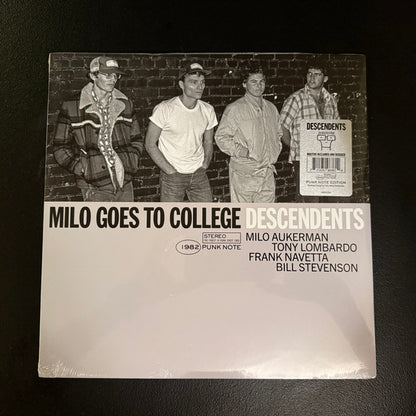 DESCENDENTS
PUNK NOTE EDITION
MILO GOES TO COLLEGE DESCENDENTS
STEREO
1982 PUNK NOTE
MILO AUKERMAN
TONY LOMBARDO
FRANK NAVETTA
BILL STEVENSON